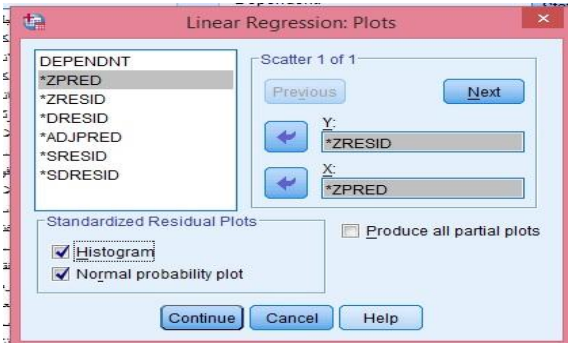 Linear Regression: Plots
DEPENDNT
*ZPRED
*ZRESID
*DRESID
*ADJPRED
*SRESID
*SDRESID
Scatter 1 of 1
Previous
Next
Y:
*ZRESID
X:
*ZPRED
Standardized Residual Plots
Histogram
Normal probability plot
Produce all partial plots
Continue
Cancel
Help